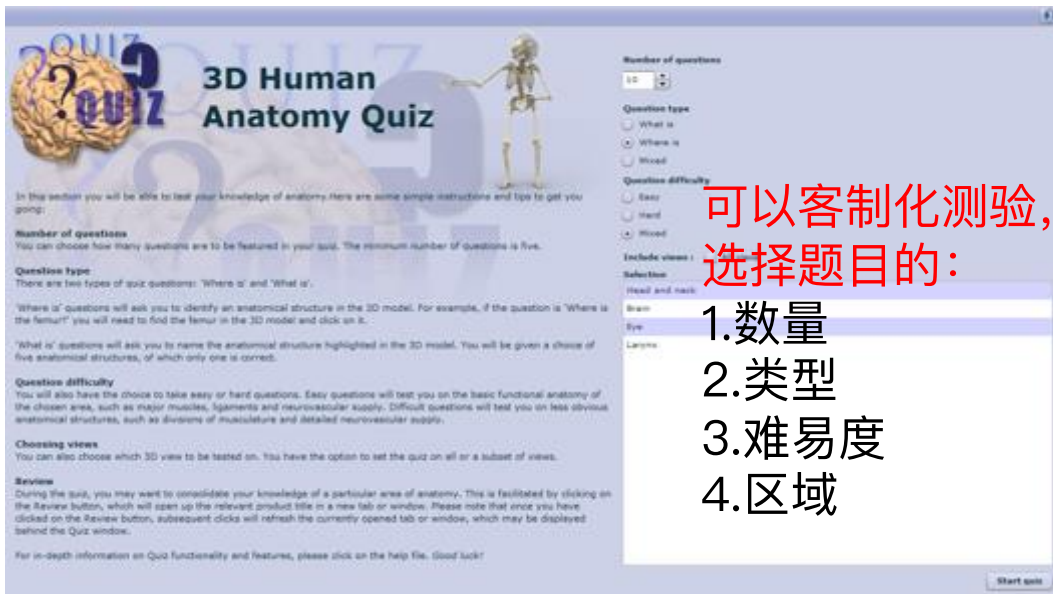 QUIZ
QUIZ
QUIZ
3D Human
Anatomy Quiz
In this section you will be able to test your knowledge of anatomy.Here are some simple instructions and tips to get you
going:
Number of questions
You can choose how many questions are to be featured in your quiz. The minimum number of questions is five.
Question type
There are two types of quiz questions: 'Where is' and 'What is'.
'Where is' questions will ask you to identify an anatomical structure in the 3D model. For example, if the question is 'Where is
the femur?' you will need to find the femur in the 3D model and click on it.
'What is' questions will ask you to name the anatomical structure highlighted in the 3D model. You will be given a choice of
five anatomical structures, of which only one is correct.
Question difficulty
You will also have the choice to take easy or hard questions. Easy questions will test you on the basic functional anatomy of
the chosen area, such as major muscles, ligaments and neurovascular supply. Difficult questions will test you on less obvious
anatomical structures, such as divisions of musculature and detailed neurovascular supply.
Choosing views
You can also choose which 3D view to be tested on. You have the option to set the quiz on all or a subset of views.
Review
During the quiz, you may want to consolidate your knowledge of a particular area of anatomy. This is facilitated by clicking on
the Review button, which will open up the relevant product title in a new tab or window. Please note that once you have
clicked on the Review button, subsequent clicks will refresh the currently opened tab or window, which may be displayed
behind the Quiz window.
For in-depth information on Quiz functionality and features, please click on the help file. Good luck!
Number of questions
10
Question type
What is
Where is
Mixed
Question difficulty
Easy
Hard
Mixed
Include views :
Selection
Head and neck
Brain
Eye
Larynx
可以客制化测验，
选择题目的：
1.数量
2.类型
3.难易度
4.区域
Start quiz